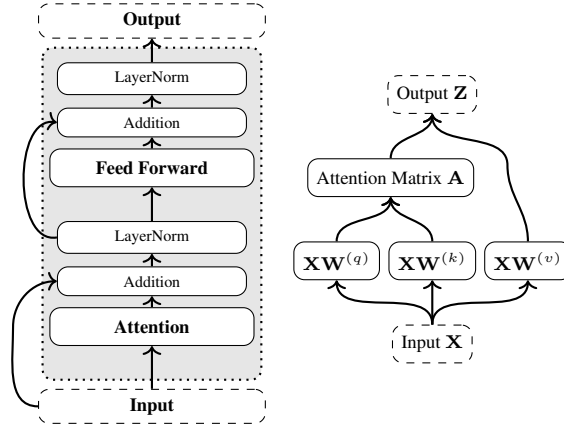 Output
LayerNorm
Addition
Feed Forward
LayerNorm
Addition
Attention
Input
Output Z
Attention Matrix A
XW^(q) XW^(k) XW^(v)
Input X